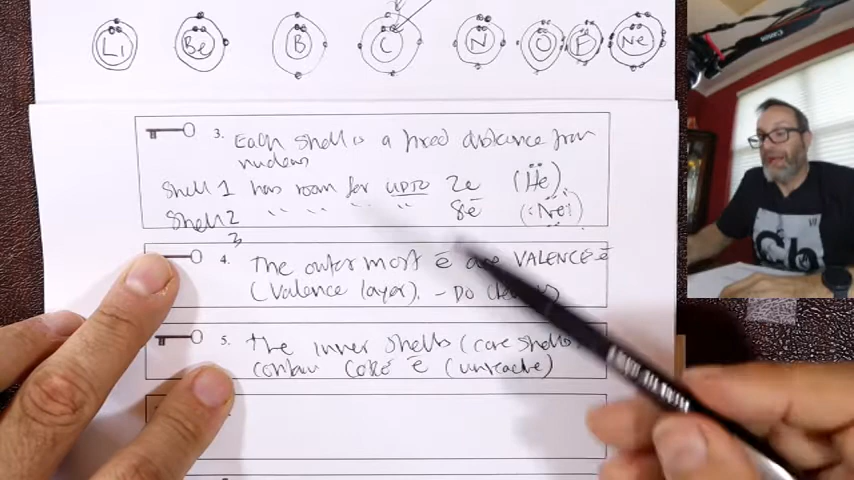 Li Be B C N O F Ne
3. Each shell is a fixed distance from
nucleus
Shell 1 has room for UPTO 2e⁻ (He)
Shell 2 " " " " 8e⁻ (Ne)
3
4. The outermost e⁻ are VALENCE e⁻
(Valence layer). - Do
5. The inner shells (core shells)
contain CORE e⁻ (unreactive)